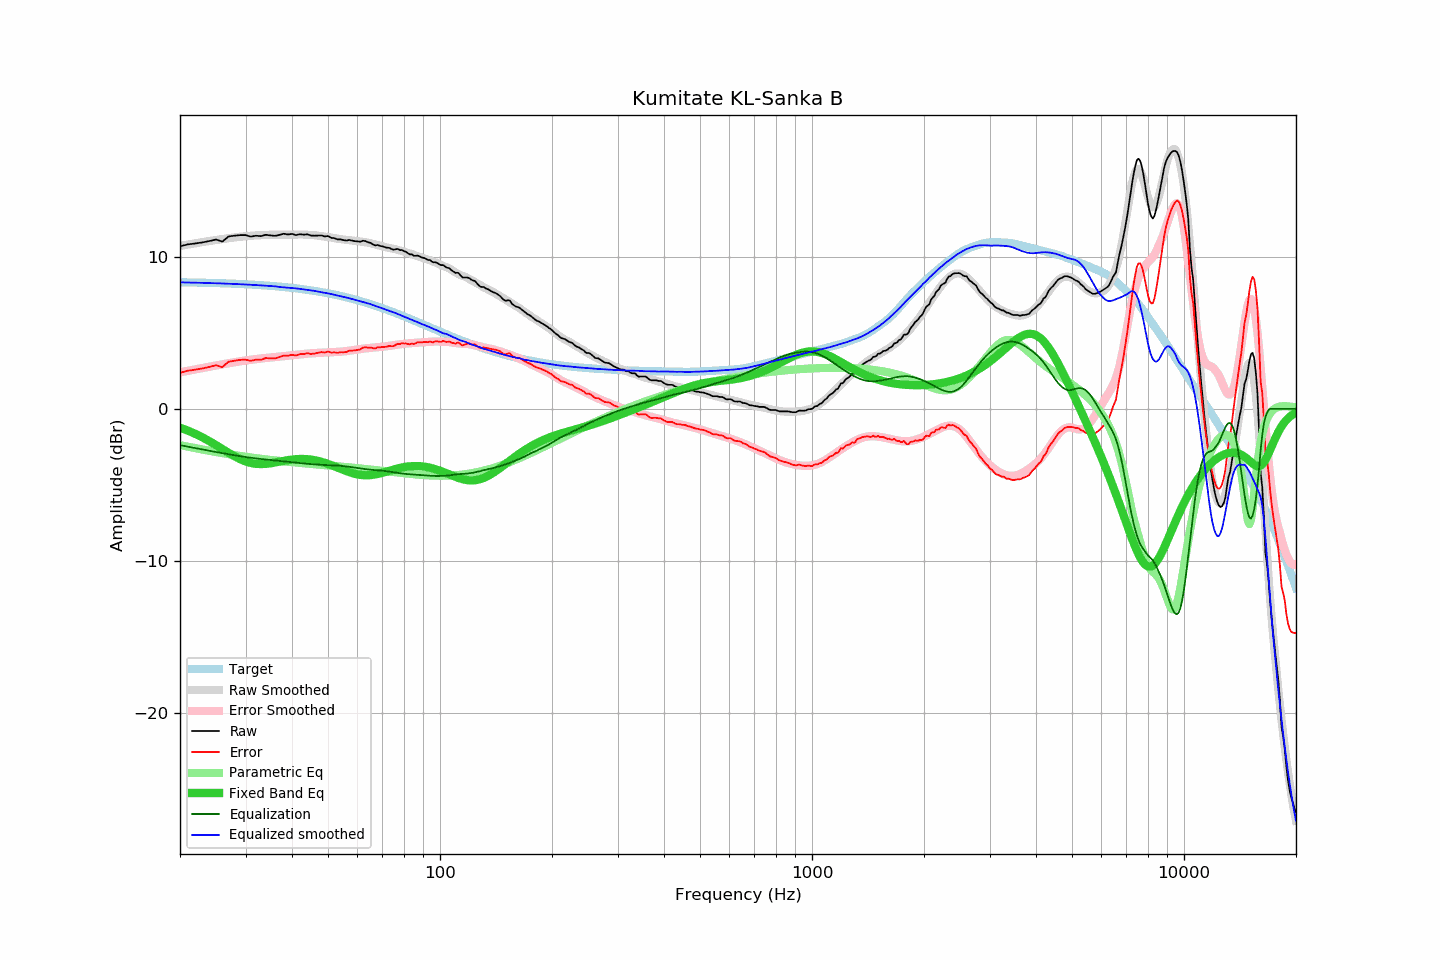 Kumitate KL-Sanka B
10
0
−10
−20
Amplitude (dBr)
Target
Raw Smoothed
Error Smoothed
Raw
Error
Parametric Eq
Fixed Band Eq
Equalization
Equalized smoothed
100
1000
10000
Frequency (Hz)